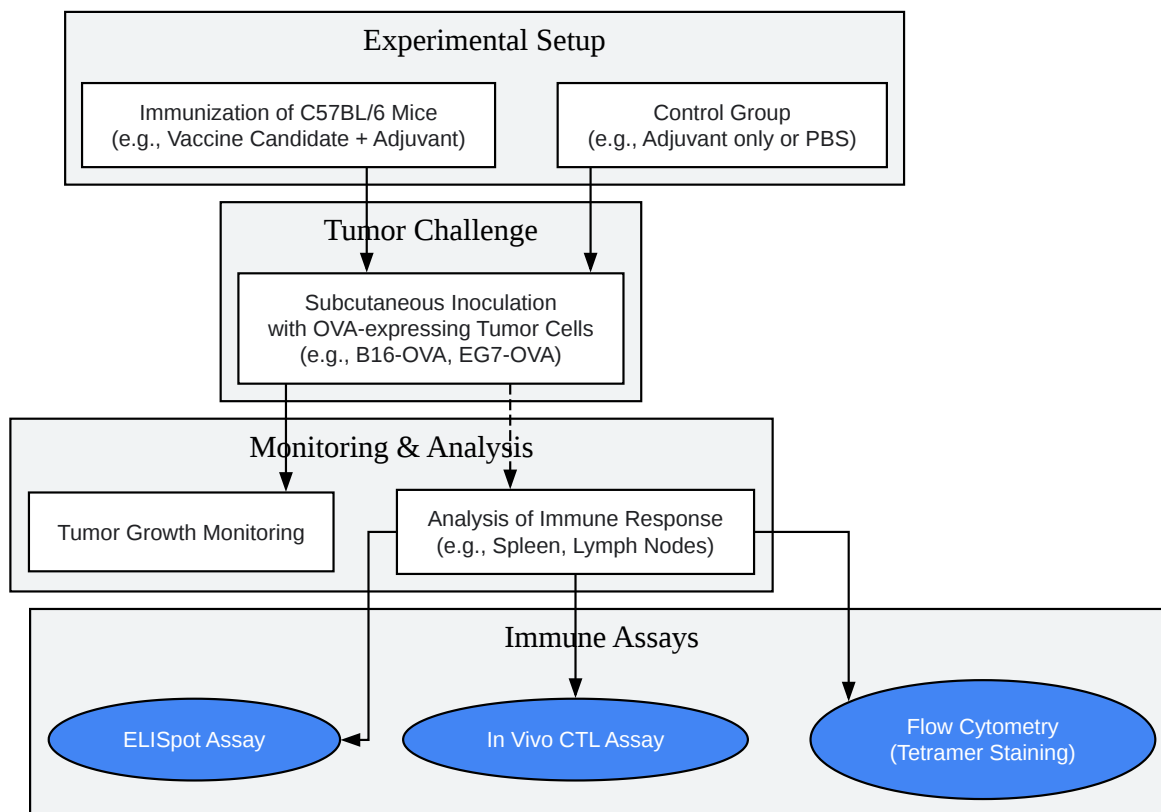 Experimental Setup
Immunization of C57BL/6 Mice
(e.g., Vaccine Candidate + Adjuvant)
Control Group
(e.g., Adjuvant only or PBS)
Tumor Challenge
Subcutaneous Inoculation
with OVA-expressing Tumor Cells
(e.g., B16-OVA, EG7-OVA)
Monitoring & Analysis
Tumor Growth Monitoring
Analysis of Immune Response
(e.g., Spleen, Lymph Nodes)
Immune Assays
ELISpot Assay
In Vivo CTL Assay
Flow Cytometry
(Tetramer Staining)